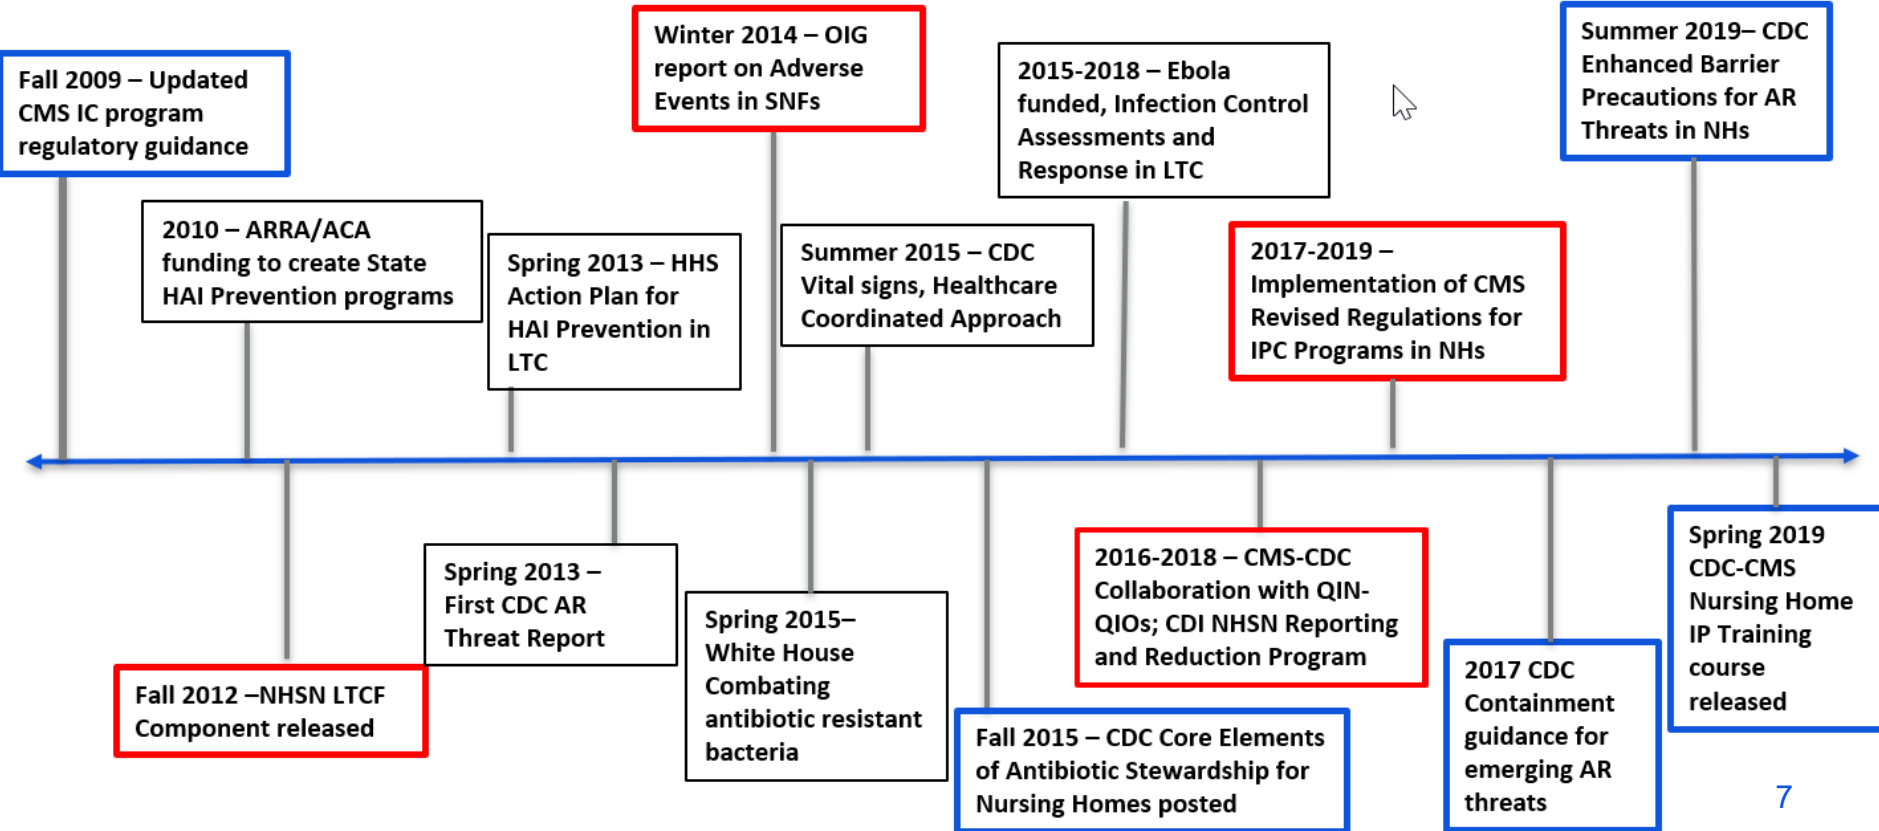 Fall 2009 – Updated
CMS IC program
regulatory guidance
2010 – ARRA/ACA
funding to create State
HAI Prevention programs
Spring 2013 – HHS
Action Plan for
HAI Prevention in
LTC
Winter 2014 – OIG
report on Adverse
Events in SNFs
Summer 2015 – CDC
Vital signs, Healthcare
Coordinated Approach
2015-2018 – Ebola
funded, Infection Control
Assessments and
Response in LTC
2017-2019 –
Implementation of CMS
Revised Regulations for
IPC Programs in NHs
Summer 2019– CDC
Enhanced Barrier
Precautions for AR
Threats in NHs
Fall 2012 –NHSN LTCF
Component released
Spring 2013 –
First CDC AR
Threat Report
Spring 2015–
White House
Combating
antibiotic resistant
bacteria
Fall 2015 – CDC Core Elements
of Antibiotic Stewardship for
Nursing Homes posted
2016-2018 – CMS-CDC
Collaboration with QIN-
QIOs; CDI NHSN Reporting
and Reduction Program
2017 CDC
Containment
guidance for
emerging AR
threats
Spring 2019
CDC-CMS
Nursing Home
IP Training
course
released
7